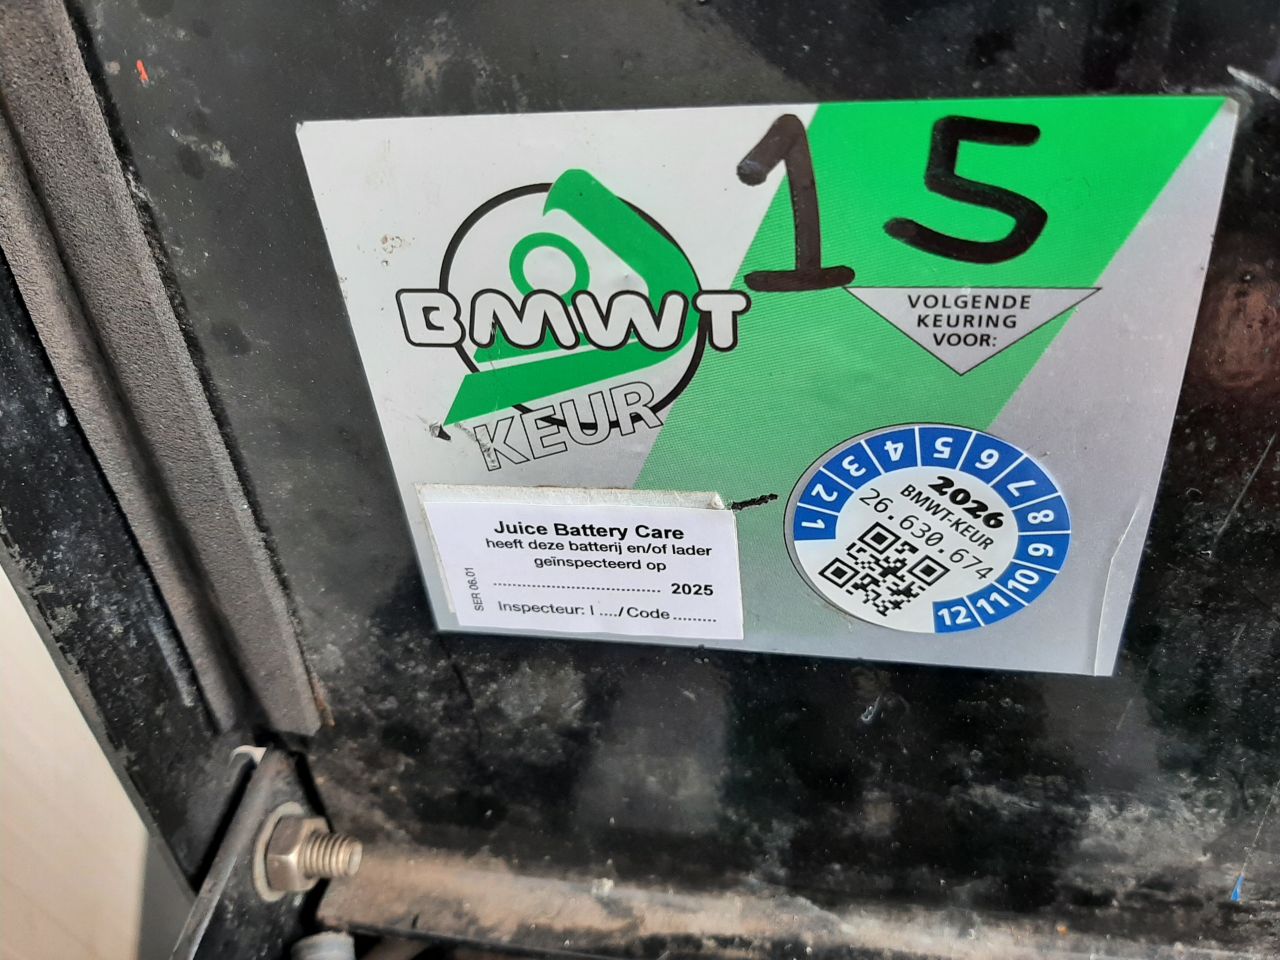 15
BMWT
KEUR
VOLGENDE
KEURING
VOOR:
Juice Battery Care
heeft deze batterij en/of lader
geïnspecteerd op
.................................... 2025
Inspecteur: I ..../Code .........
SER 06.01
1 2 3 4 5 6 7 8 9 10 11 12
2026
BMWT-KEUR
26.630.674